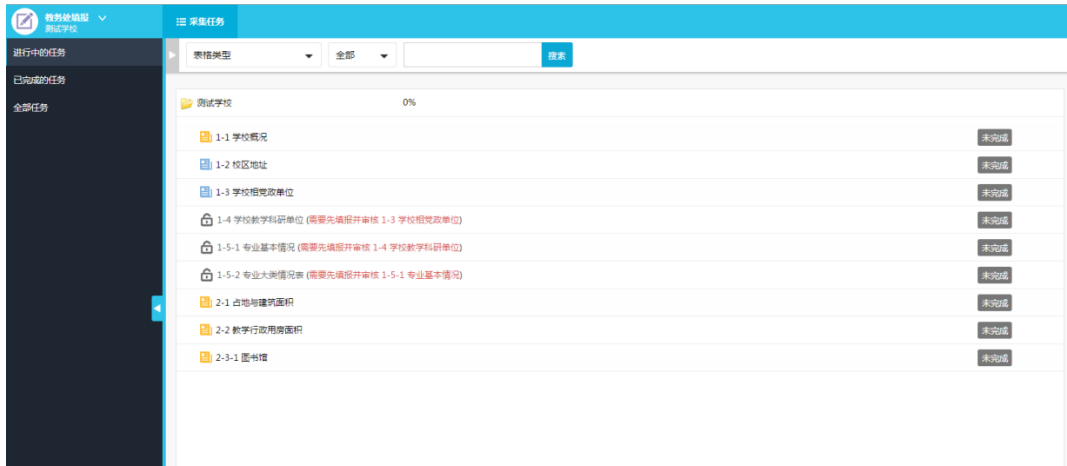 教务处填报
测试学校
采集任务
进行中的任务
已完成的任务
全部任务
表格类型 全部 搜索
测试学校 0%
1-1 学校概况 未完成
1-2 校区地址 未完成
1-3 学校相党政单位 未完成
1-4 学校教学科研单位 (需要先填报并审核 1-3 学校相党政单位) 未完成
1-5-1 专业基本情况 (需要先填报并审核 1-4 学校教学科研单位) 未完成
1-5-2 专业大类情况表 (需要先填报并审核 1-5-1 专业基本情况) 未完成
2-1 占地与建筑面积 未完成
2-2 教学行政用房面积 未完成
2-3-1 图书馆 未完成